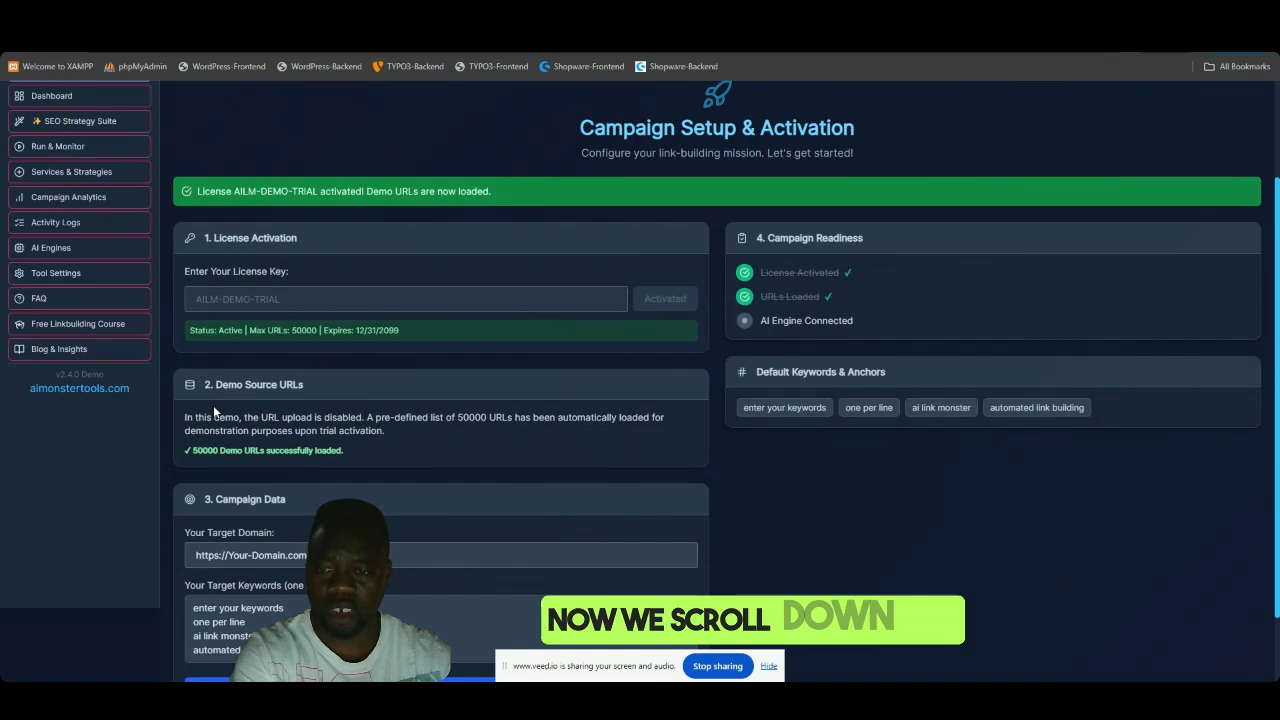 Welcome to XAMPP
phpMyAdmin
WordPress-Frontend
WordPress-Backend
TYPO3-Backend
TYPO3-Frontend
Shopware-Frontend
Shopware-Backend
All Bookmarks
Dashboard
✨ SEO Strategy Suite
Run & Monitor
Services & Strategies
Campaign Analytics
Activity Logs
AI Engines
Tool Settings
FAQ
Free Linkbuilding Course
Blog & Insights
v2.4.0 Demo
aimonstertools.com
Campaign Setup & Activation
Configure your link-building mission. Let's get started!
License AILM-DEMO-TRIAL activated! Demo URLs are now loaded.
1. License Activation
Enter Your License Key:
AILM-DEMO-TRIAL
Activated
Status: Active | Max URLs: 50000 | Expires: 12/31/2099
2. Demo Source URLs
In this demo, the URL upload is disabled. A pre-defined list of 50000 URLs has been automatically loaded for
demonstration purposes upon trial activation.
✓ 50000 Demo URLs successfully loaded.
3. Campaign Data
Your Target Domain:
https://Your-Domain.com
Your Target Keywords (one
enter your keywords
one per line
ai link monste
automated
4. Campaign Readiness
License Activated ✓
URLs Loaded ✓
AI Engine Connected
# Default Keywords & Anchors
enter your keywords
one per line
ai link monster
automated link building
NOW WE SCROLL DOWN
www.veed.io is sharing your screen and audio.
Stop sharing
Hide